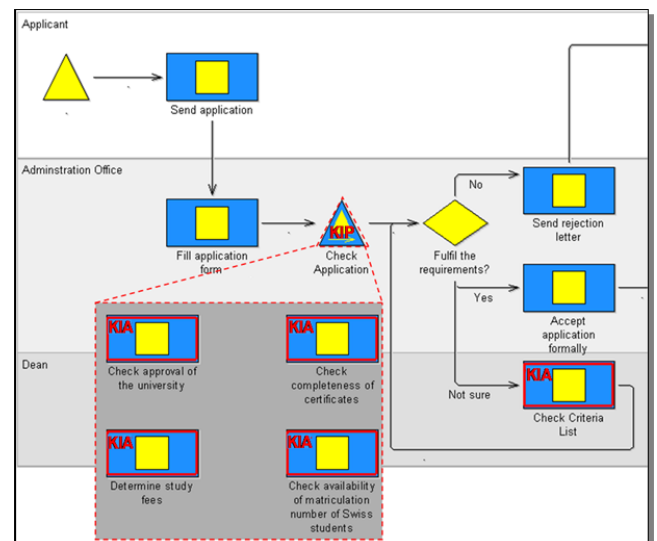 Applicant
Send application
Adminstration Office
No
Send rejection
letter
Fill application
form
KIP
Check
Application
Fulfil the
requirements?
Yes
Accept
application
formally
KIA
Check approval of
the university
KIA
Check
completeness of
certificates
Dean
Not sure
KIA
Check Criteria
List
KIA
Determine study
fees
KIA
Check availability
of matriculation
number of Swiss
students